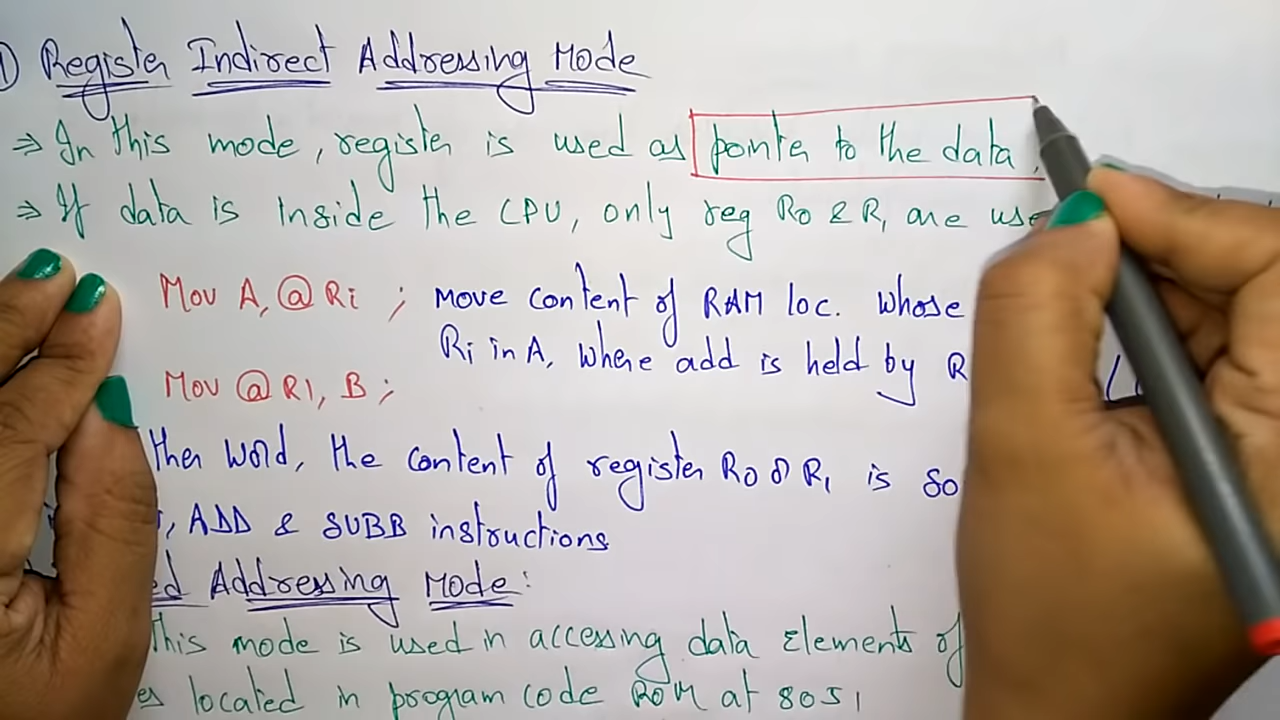 1) Register Indirect Addressing Mode
⇒ In this mode, register is used as pointer to the data.
⇒ If data is inside the CPU, only reg R0 & R1 are
Mov A, @ Ri ; move content of RAM loc. whose
Ri in A, where add is held by R
Mov @ R1, B ;
ther word, the content of register R0 or R1 is
, ADD & SUBB instructions
ed Addressing Mode:
This mode is used in accessing data elements of
located in program code ROM at 8051